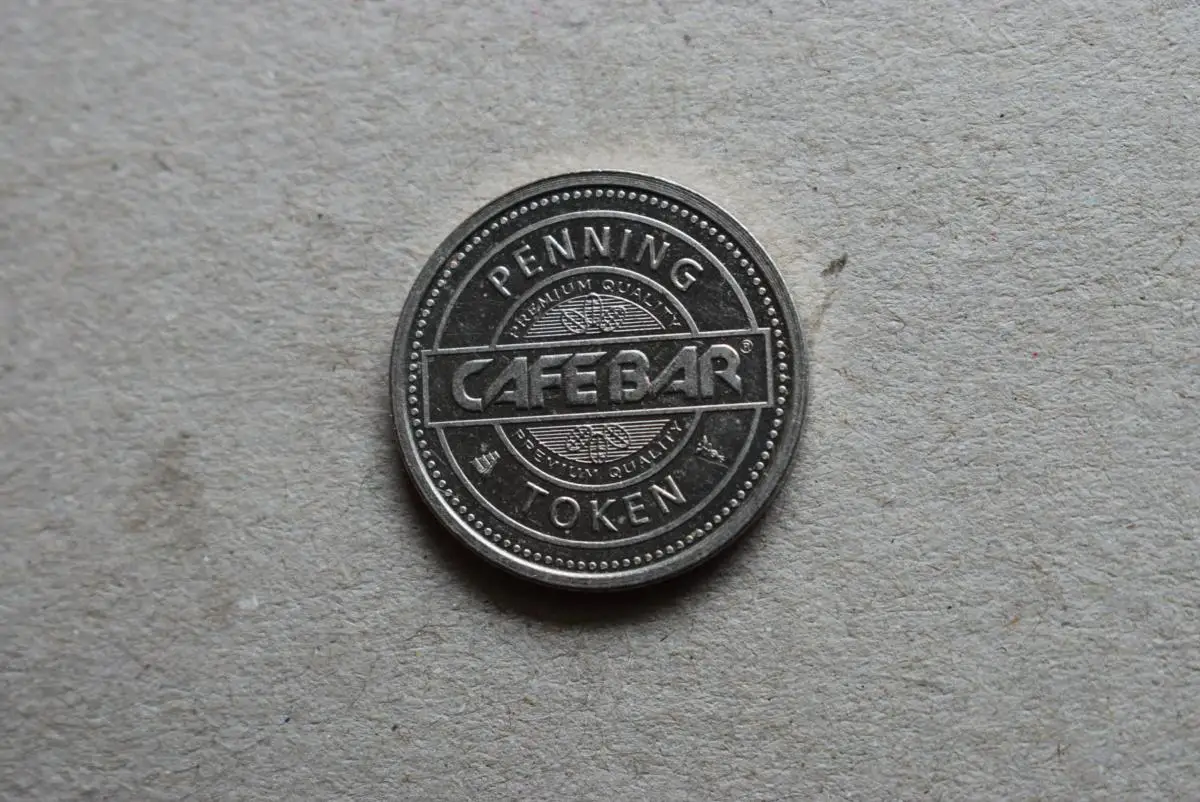 PENNING
PREMIUM QUALITY
CAFEBAR®
PREMIUM QUALITY
TOKEN